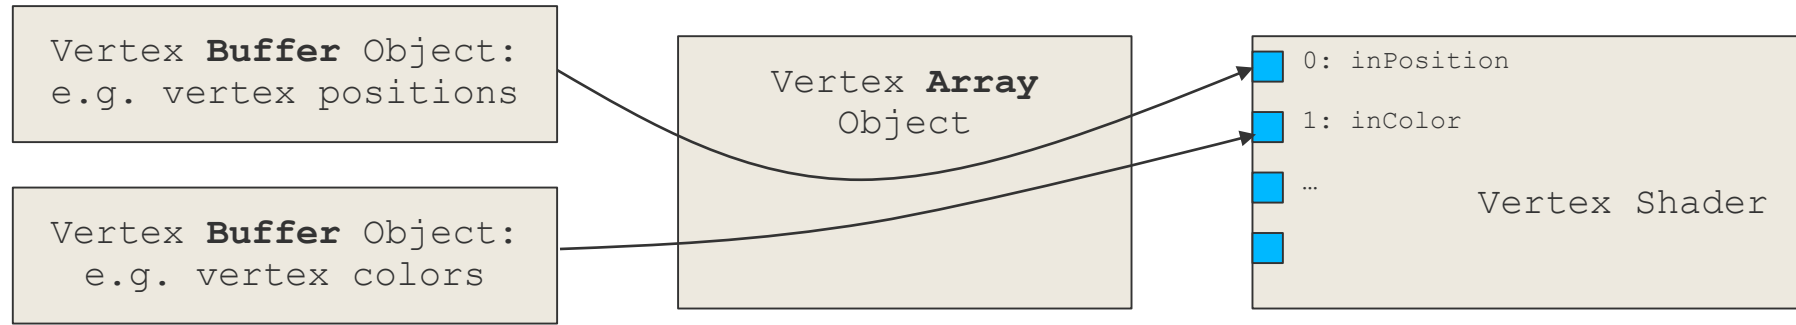 Vertex Buffer Object:
e.g. vertex positions
Vertex Buffer Object:
e.g. vertex colors
Vertex Array
Object
0: inPosition
1: inColor
…
Vertex Shader